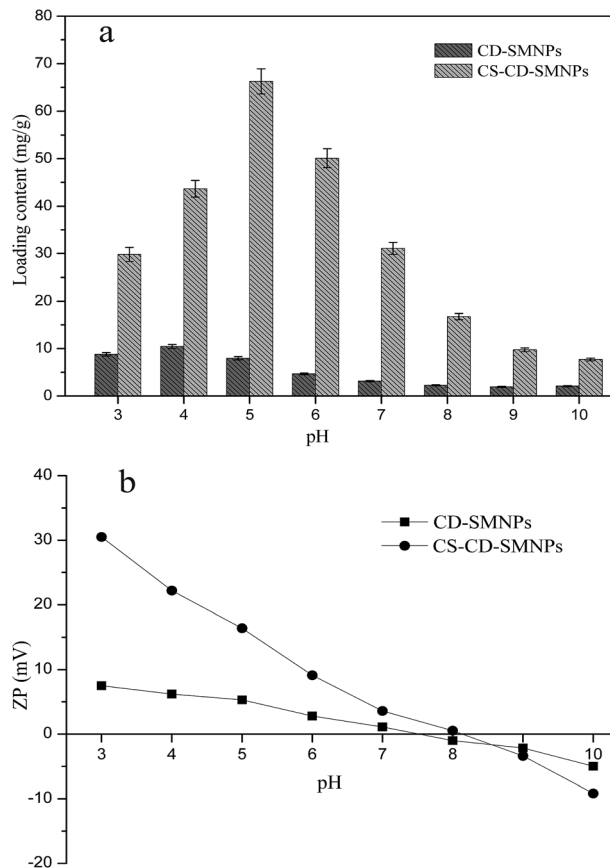 a
CD-SMNPs
CS-CD-SMNPs
Loading content (mg/g)
80
70
60
50
40
30
20
10
0
3 4 5 6 7 8 9 10
pH
b
CD-SMNPs
CS-CD-SMNPs
ZP (mV)
40
30
20
10
0
-10
-20
3 4 5 6 7 8 9 10
pH